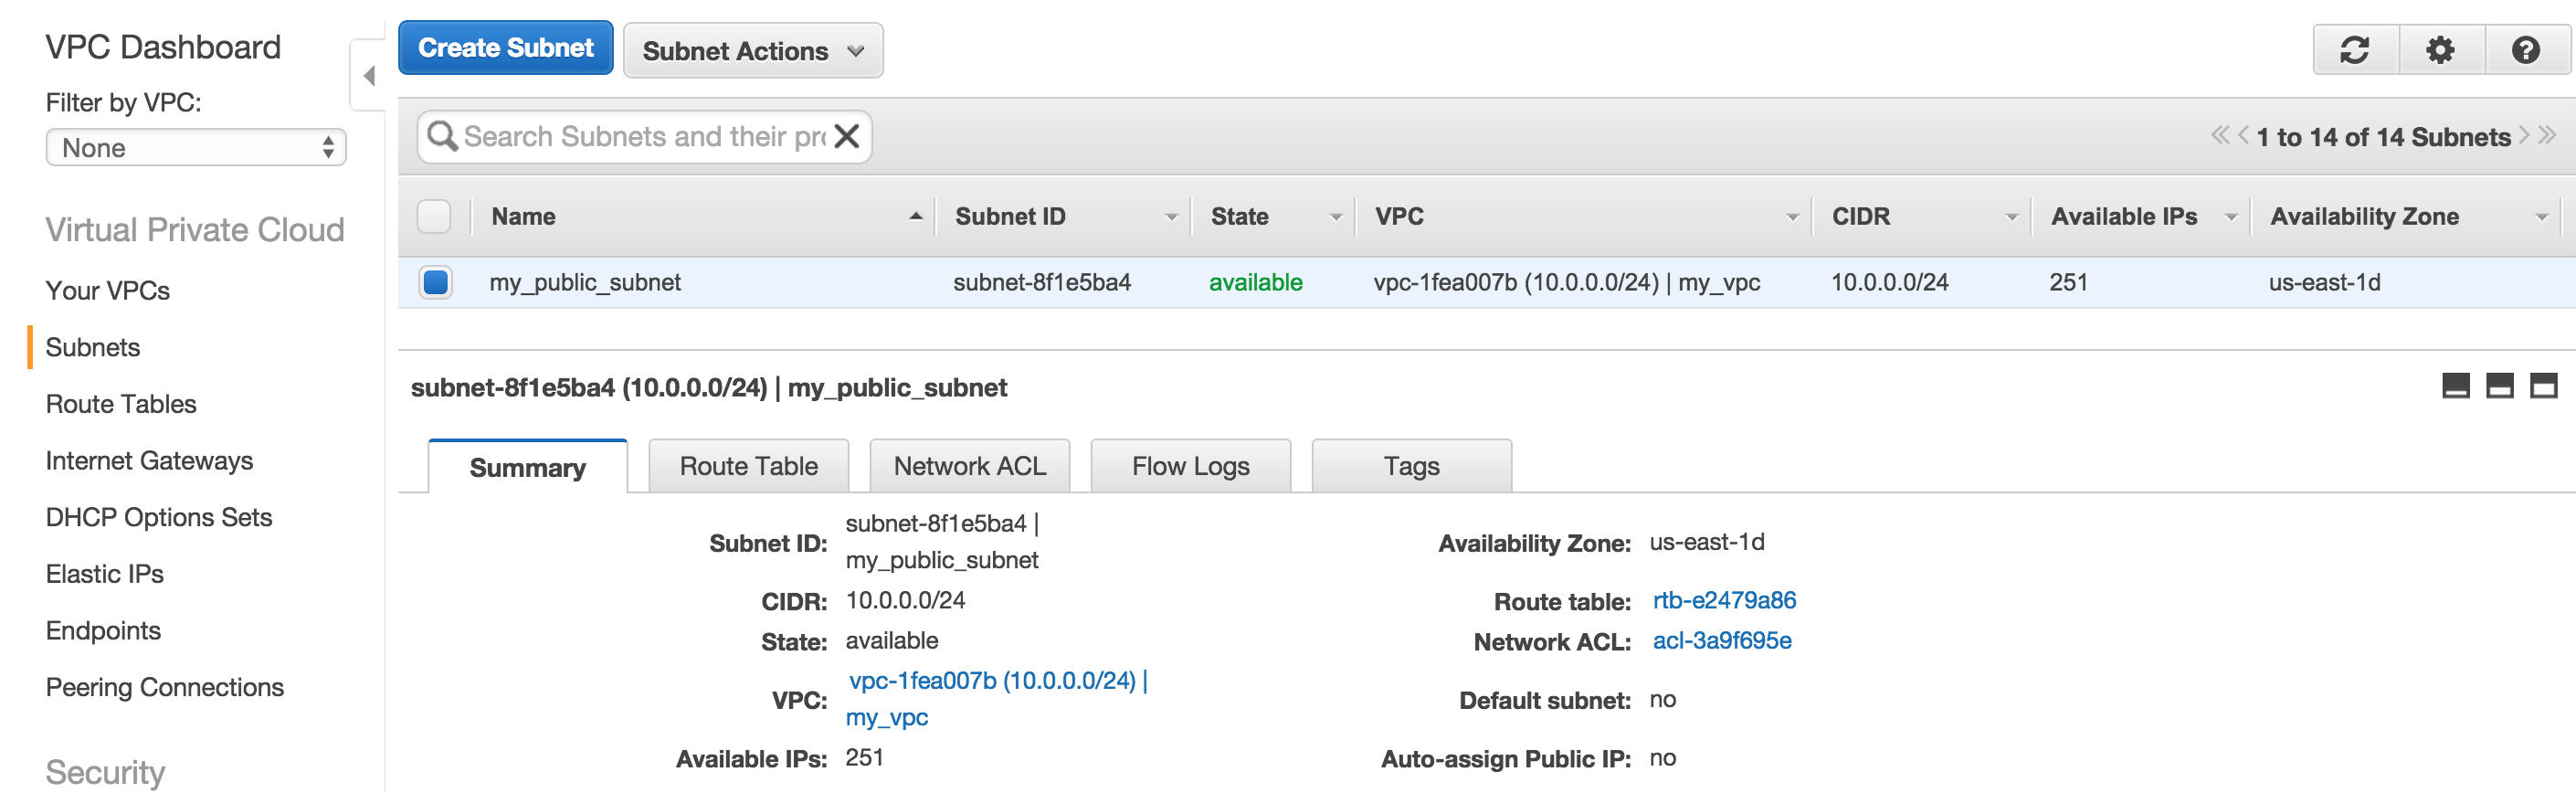 VPC Dashboard
Filter by VPC:
None
Virtual Private Cloud
Your VPCs
Subnets
Route Tables
Internet Gateways
DHCP Options Sets
Elastic IPs
Endpoints
Peering Connections
Security
Create Subnet Subnet Actions
Search Subnets and their pro
1 to 14 of 14 Subnets
Name Subnet ID State VPC CIDR Available IPs Availability Zone
my_public_subnet subnet-8f1e5ba4 available vpc-1fea007b (10.0.0.0/24) | my_vpc 10.0.0.0/24 251 us-east-1d
subnet-8f1e5ba4 (10.0.0.0/24) | my_public_subnet
Summary Route Table Network ACL Flow Logs Tags
Subnet ID: subnet-8f1e5ba4 |
my_public_subnet
CIDR: 10.0.0.0/24
State: available
VPC: vpc-1fea007b (10.0.0.0/24) |
my_vpc
Available IPs: 251
Availability Zone: us-east-1d
Route table: rtb-e2479a86
Network ACL: acl-3a9f695e
Default subnet: no
Auto-assign Public IP: no